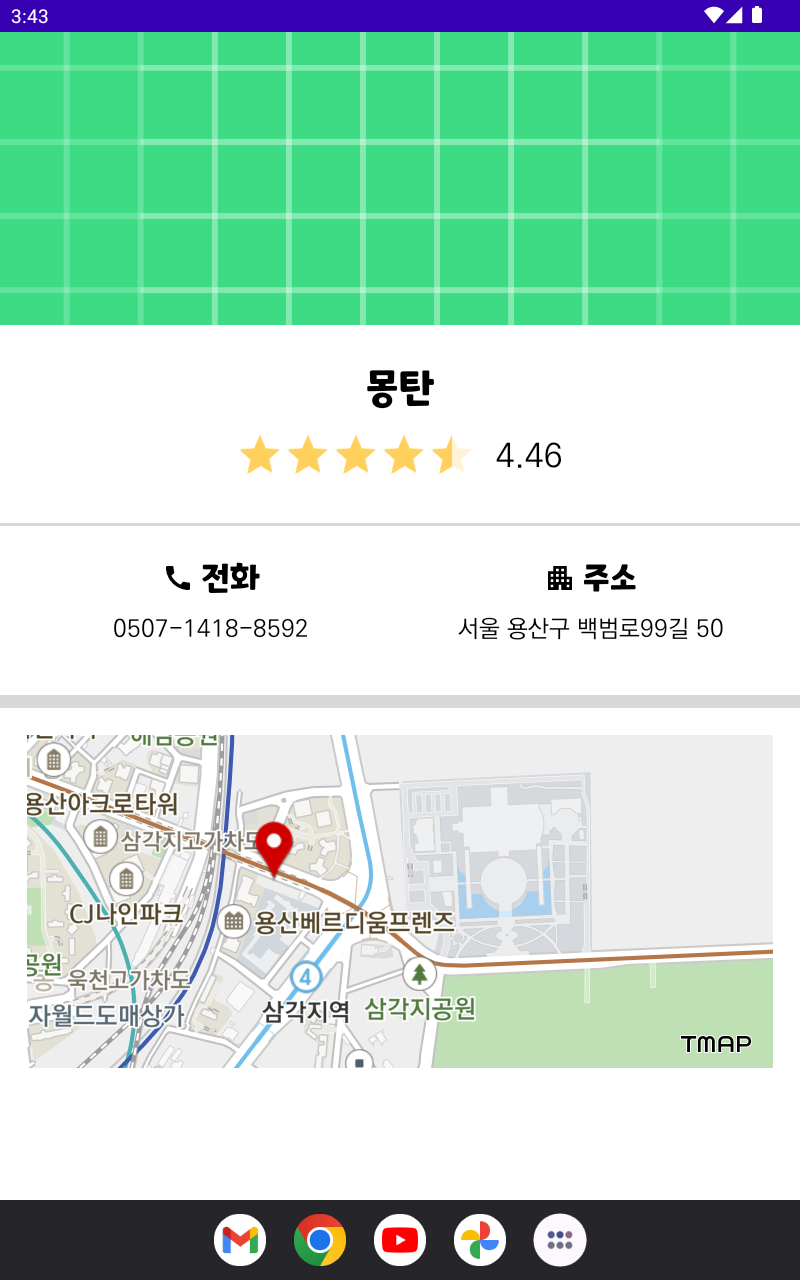 3:43
몽탄
4.46
전화
주소
0507-1418-8592
서울 용산구 백범로99길 50
해링공원
용산아크로타워
삼각지고가차도
CJ나인파크
용산베르디움프렌즈
공원
욱천고가차도
4
자월드도매상가
삼각지역
삼각지공원
TMAP